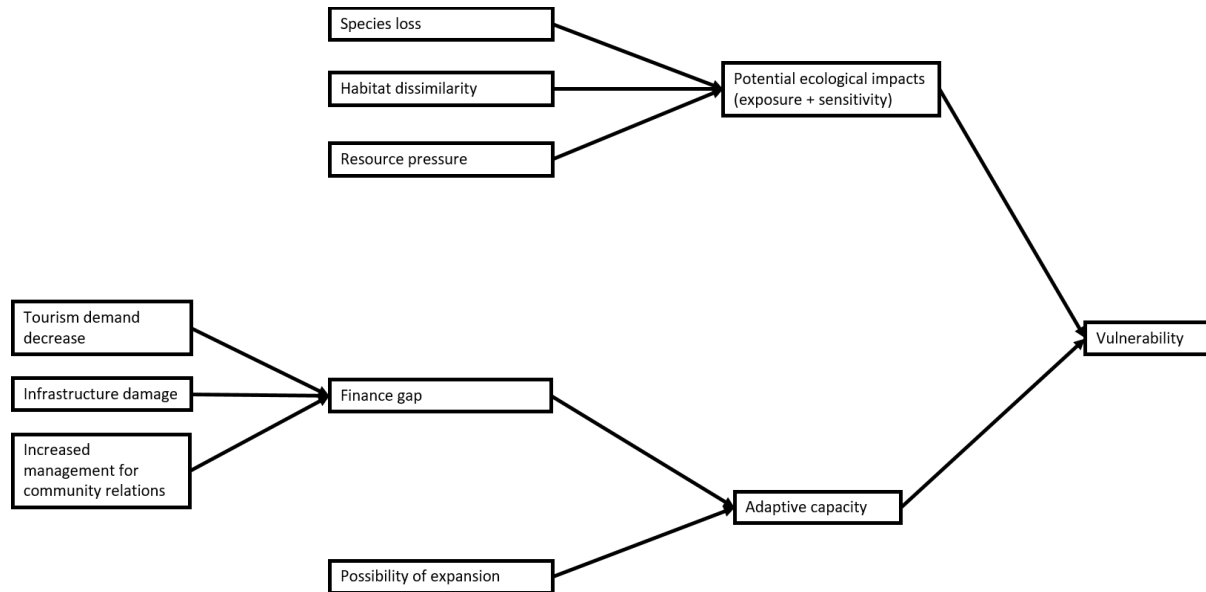 Species loss
Habitat dissimilarity
Resource pressure
Potential ecological impacts
(exposure + sensitivity)
Tourism demand
decrease
Infrastructure damage
Increased
management for
community relations
Finance gap
Possibility of expansion
Adaptive capacity
Vulnerability